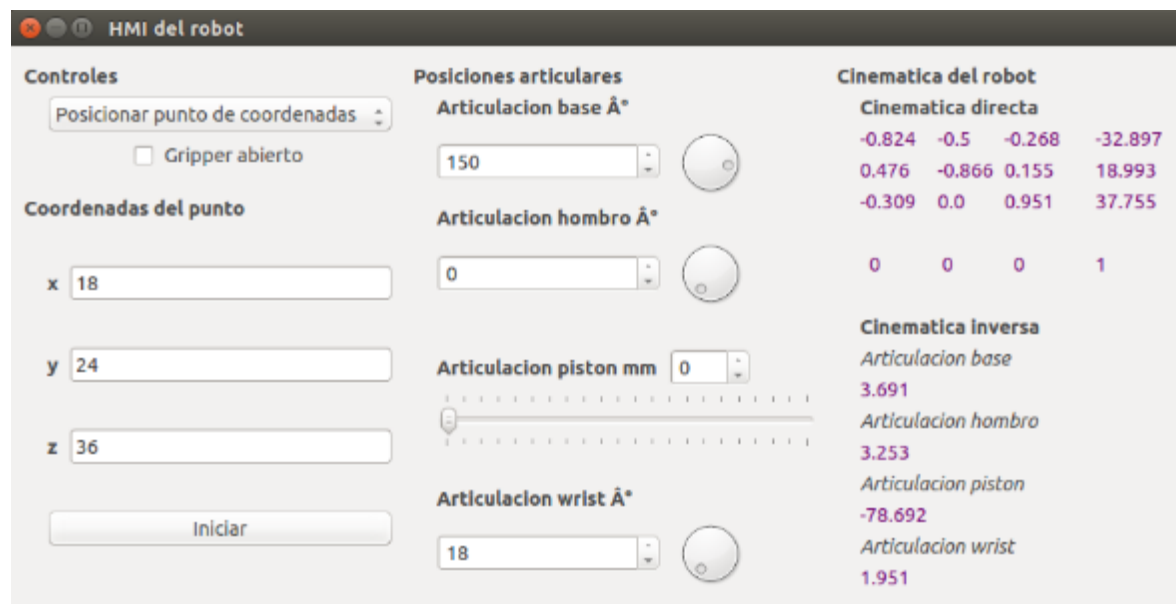 HMI del robot
Controles
Posicionar punto de coordenadas
Gripper abierto
Coordenadas del punto
x 18
y 24
z 36
Iniciar
Posiciones articulares
Articulacion base Â°
150
Articulacion hombro Â°
0
Articulacion piston mm 0
Articulacion wrist Â°
18
Cinematica del robot
Cinematica directa
-0.824 -0.5 -0.268 -32.897
0.476 -0.866 0.155 18.993
-0.309 0.0 0.951 37.755
0 0 0 1
Cinematica inversa
Articulacion base
3.691
Articulacion hombro
3.253
Articulacion piston
-78.692
Articulacion wrist
1.951